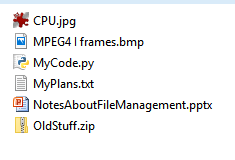 CPU.jpg
MPEG4 I frames.bmp
MyCode.py
MyPlans.txt
NotesAboutFileManagement.pptx
OldStuff.zip